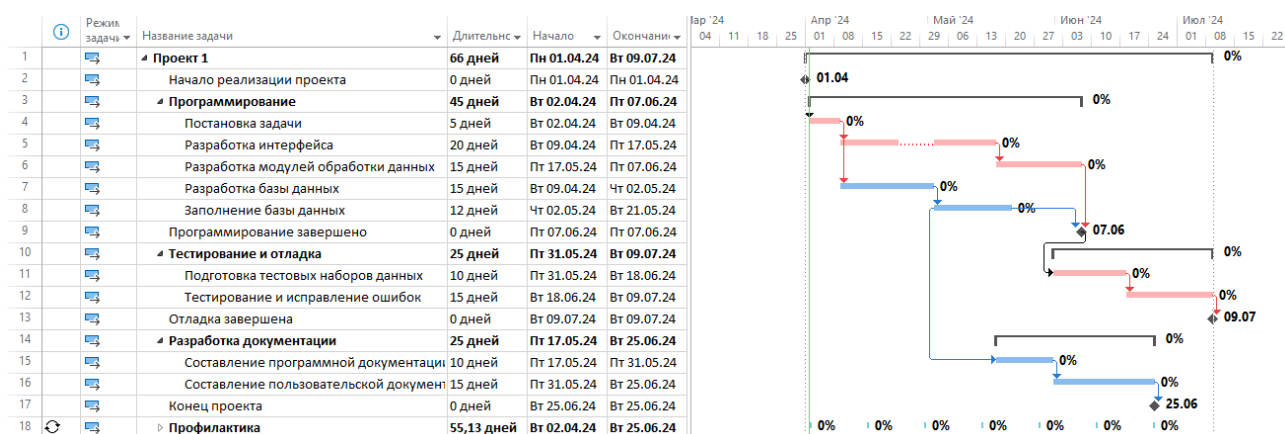 Мар '24 Апр '24 Май '24 Июн '24 Июл '24
Режим задачи Название задачи Длительнс Начало Окончани 04 11 18 25 01 08 15 22 29 06 13 20 27 03 10 17 24 01 08 15 22
1 Проект 1 66 дней Пн 01.04.24 Вт 09.07.24 0%
2 Начало реализации проекта 0 дней Пн 01.04.24 Пн 01.04.24 01.04
3 Программирование 45 дней Вт 02.04.24 Пт 07.06.24 0%
4 Постановка задачи 5 дней Вт 02.04.24 Вт 09.04.24 0%
5 Разработка интерфейса 20 дней Вт 09.04.24 Пт 17.05.24 0%
6 Разработка модулей обработки данных 15 дней Пт 17.05.24 Пт 07.06.24 0%
7 Разработка базы данных 15 дней Вт 09.04.24 Чт 02.05.24 0%
8 Заполнение базы данных 12 дней Чт 02.05.24 Вт 21.05.24 0%
9 Программирование завершено 0 дней Пт 07.06.24 Пт 07.06.24 07.06
10 Тестирование и отладка 25 дней Пт 31.05.24 Вт 09.07.24 0%
11 Подготовка тестовых наборов данных 10 дней Пт 31.05.24 Вт 18.06.24 0%
12 Тестирование и исправление ошибок 15 дней Вт 18.06.24 Вт 09.07.24 0%
13 Отладка завершена 0 дней Вт 09.07.24 Вт 09.07.24 09.07
14 Разработка документации 25 дней Пт 17.05.24 Вт 25.06.24 0%
15 Составление программной документации 10 дней Пт 17.05.24 Пт 31.05.24 0%
16 Составление пользовательской документ 15 дней Пт 31.05.24 Вт 25.06.24 0%
17 Конец проекта 0 дней Вт 25.06.24 Вт 25.06.24 25.06
18 Профилактика 55,13 дней Вт 02.04.24 Вт 25.06.24 0% 0% 0% 0% 0% 0% 0%